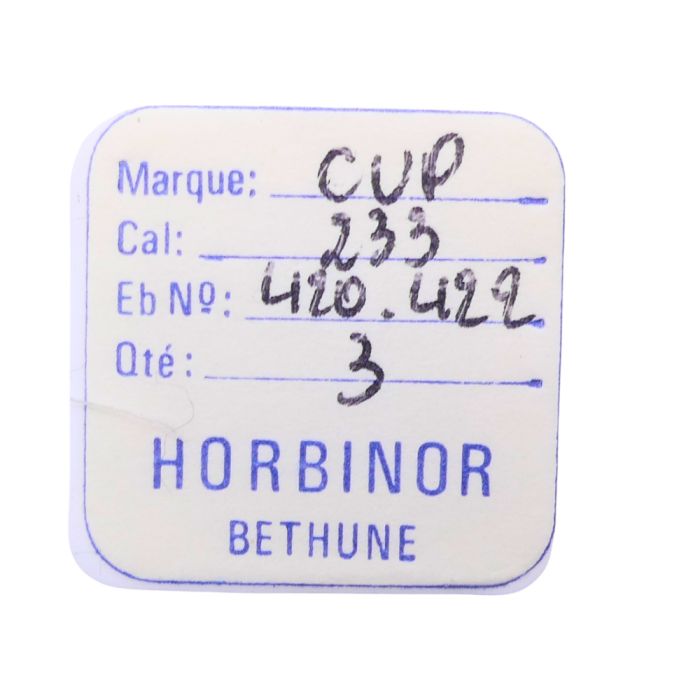 Marque: CUP
Cal: 233
Eb Nº: 420.422
Qté: 3
HORBINOR
BETHUNE